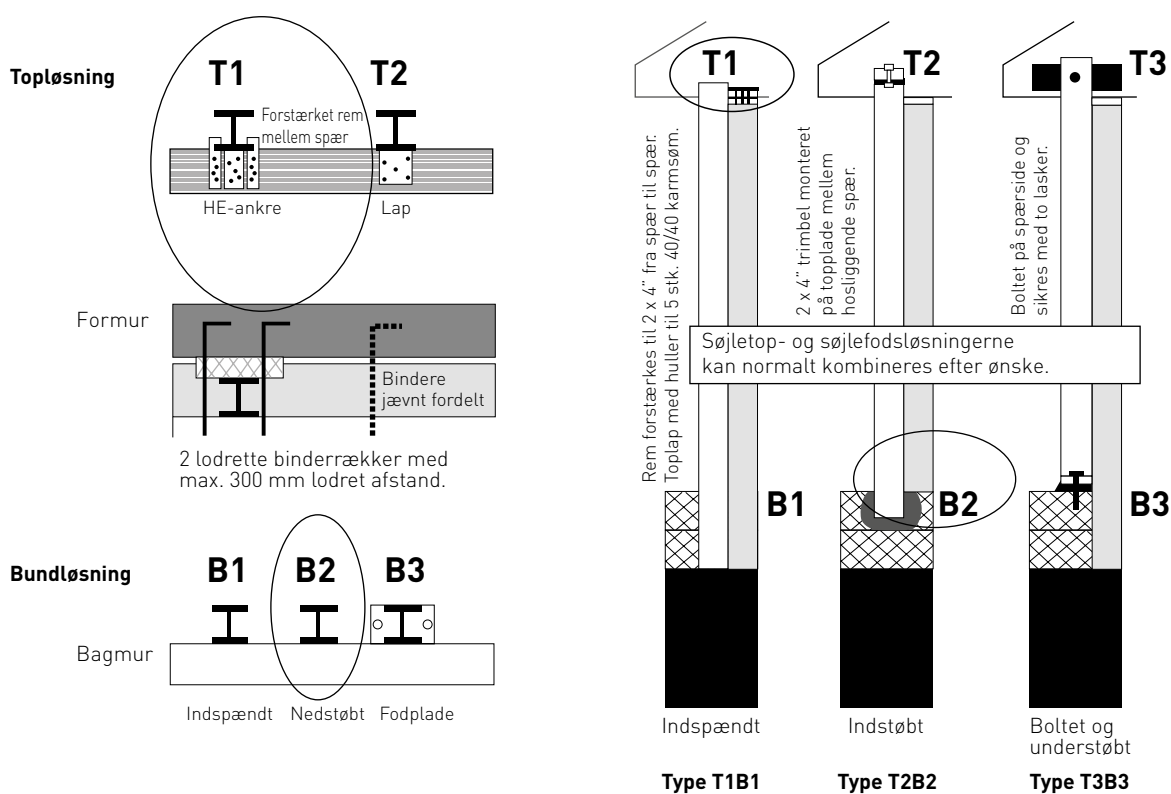 Topløsning
T1
T2
Forstærket rem
mellem spær
HE-ankre
Lap
Formur
Bindere
jævnt fordelt
2 lodrette binderrækker med
max. 300 mm lodret afstand.
Bundløsning
B1
B2
B3
Bagmur
Indspændt
Nedstøbt
Fodplade
T1
T2
T3
Rem forstærkes til 2 x 4” fra spær til spær.
Toplap med huller til 5 stk. 40/40 karmsøm.
2 x 4” trimbel monteret
på topplade mellem
hosliggende spær.
Boltet på spærside og
sikres med to lasker.
Søjletop- og søjlefodsløsningerne
kan normalt kombineres efter ønske.
B1
B2
B3
Indspændt
Indstøbt
Boltet og
understøbt
Type T1B1
Type T2B2
Type T3B3